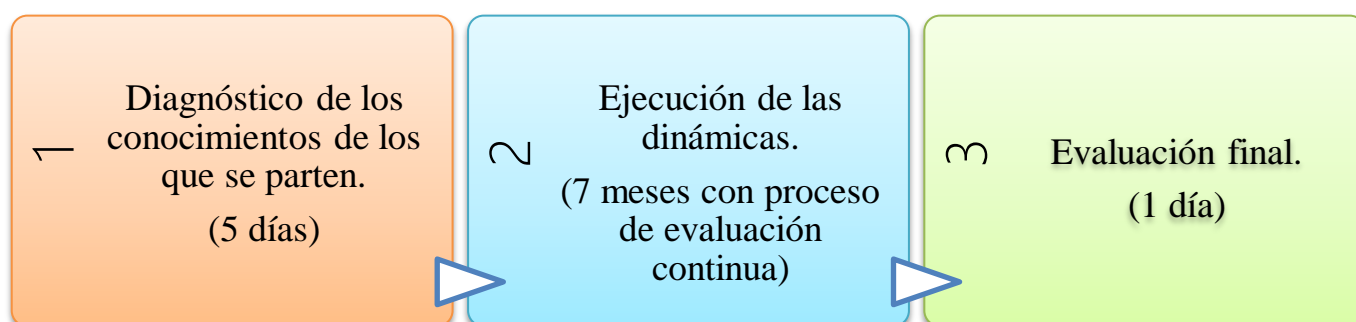 1
Diagnóstico de los
conocimientos de los
que se parten.
(5 días)
2
Ejecución de las
dinámicas.
(7 meses con proceso
de evaluación
continua)
3
Evaluación final.
(1 día)